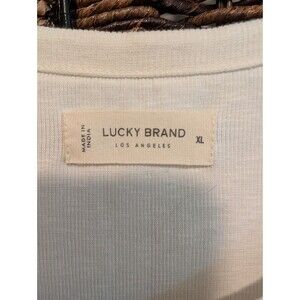 MADE IN
INDIA
LUCKY BRAND
LOS ANGELES
XL